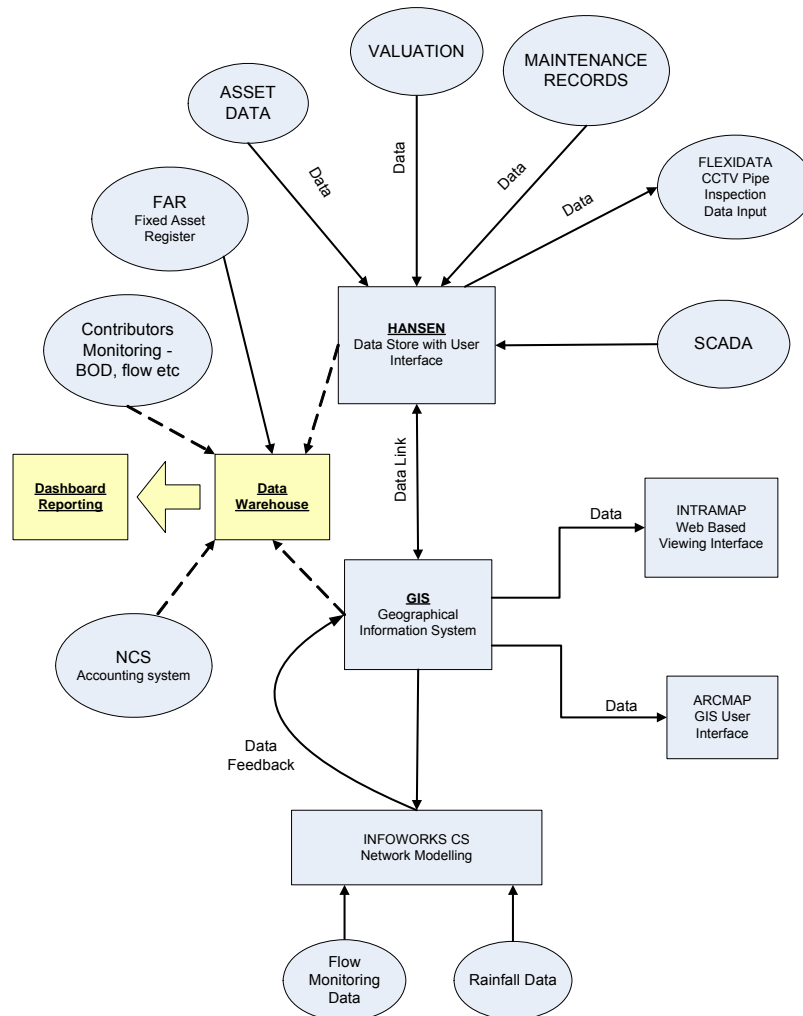 VALUATION
MAINTENANCE
RECORDS
ASSET
DATA
FLEXIDATA
CCTV Pipe
Inspection
Data Input
Data
Data
Data
Data
FAR
Fixed Asset
Register
HANSEN
Data Store with User
Interface
SCADA
Contributors
Monitoring -
BOD, flow etc
Data Link
Dashboard
Reporting
Data
Warehouse
INTRAMAP
Web Based
Viewing Interface
Data
GIS
Geographical
Information System
NCS
Accounting system
ARCMAP
GIS User
Interface
Data
Data
Feedback
INFOWORKS CS
Network Modelling
Flow
Monitoring
Data
Rainfall Data